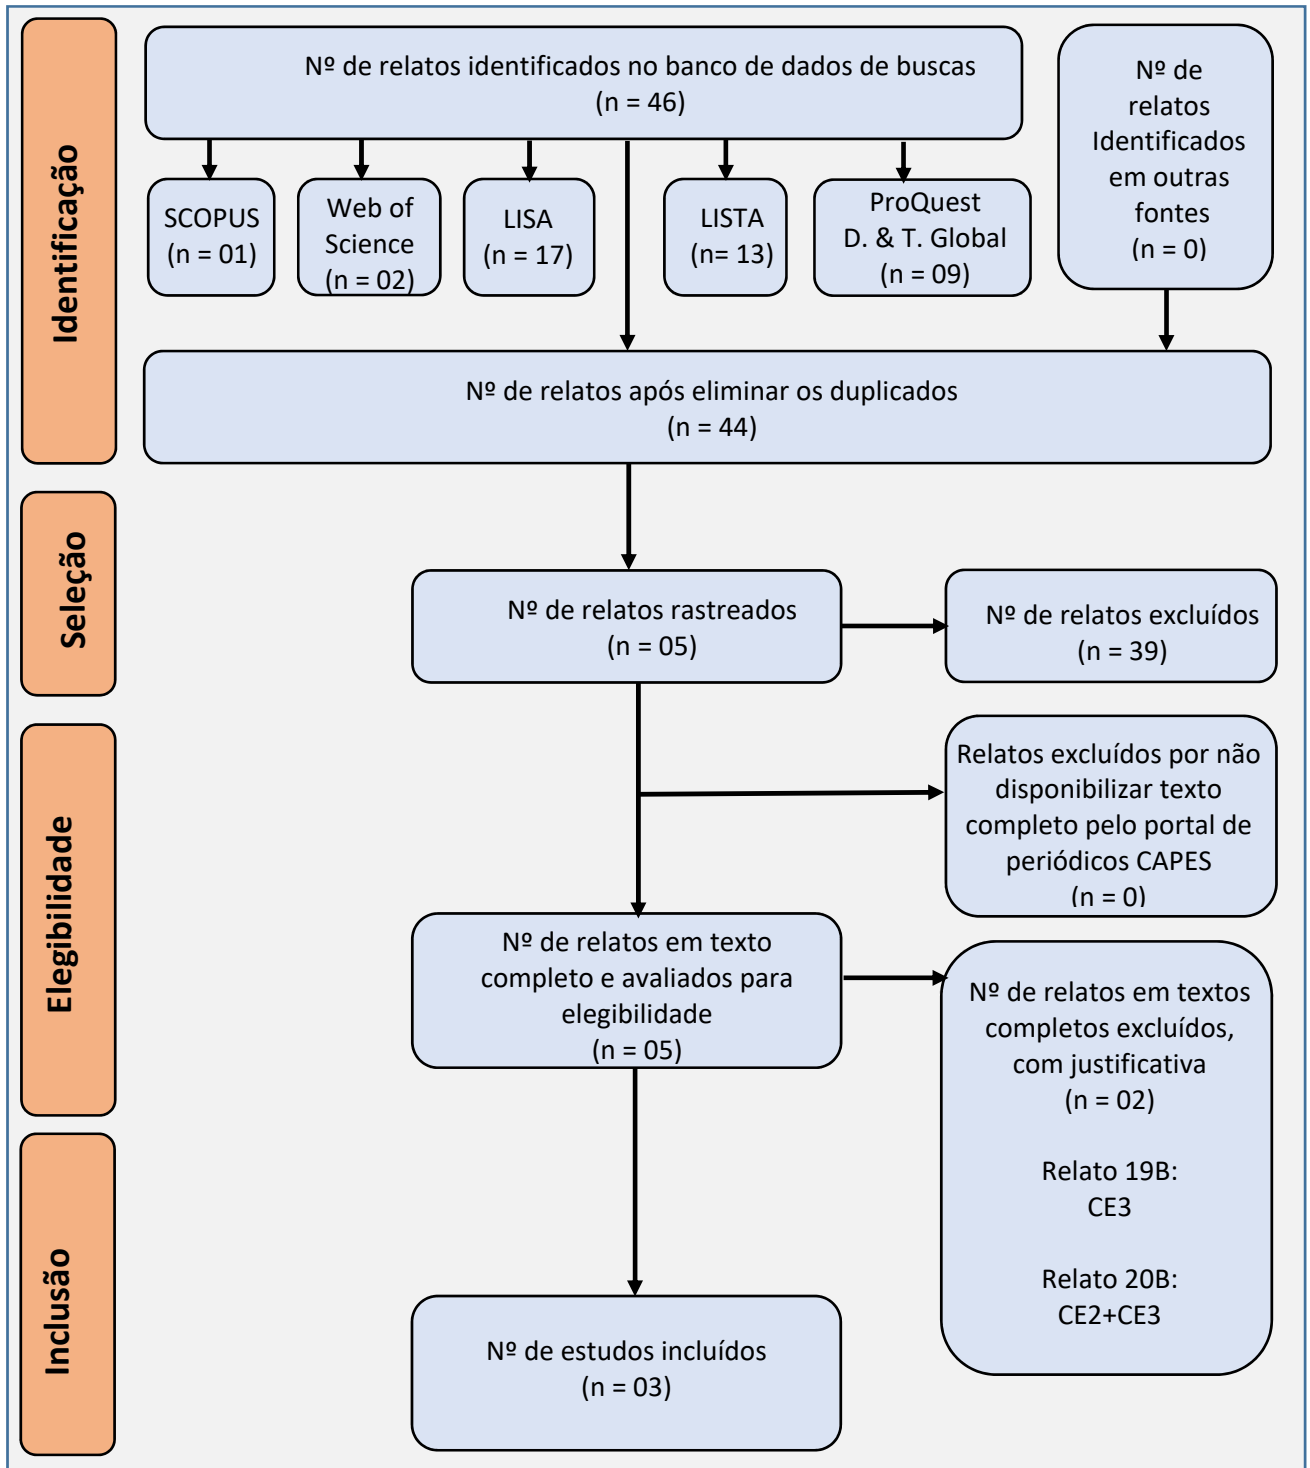 Identificação
Nº de relatos identificados no banco de dados de buscas
(n = 46)
Nº de
relatos
Identificados
em outras
fontes
(n = 0)
SCOPUS
(n = 01)
Web of
Science
(n = 02)
LISA
(n = 17)
LISTA
(n= 13)
ProQuest
D. & T. Global
(n = 09)
Nº de relatos após eliminar os duplicados
(n = 44)
Seleção
Nº de relatos rastreados
(n = 05)
Nº de relatos excluídos
(n = 39)
Elegibilidade
Relatos excluídos por não
disponibilizar texto
completo pelo portal de
periódicos CAPES
(n = 0)
Nº de relatos em texto
completo e avaliados para
elegibilidade
(n = 05)
Nº de relatos em textos
completos excluídos,
com justificativa
(n = 02)
Relato 19B:
CE3
Relato 20B:
CE2+CE3
Inclusão
Nº de estudos incluídos
(n = 03)